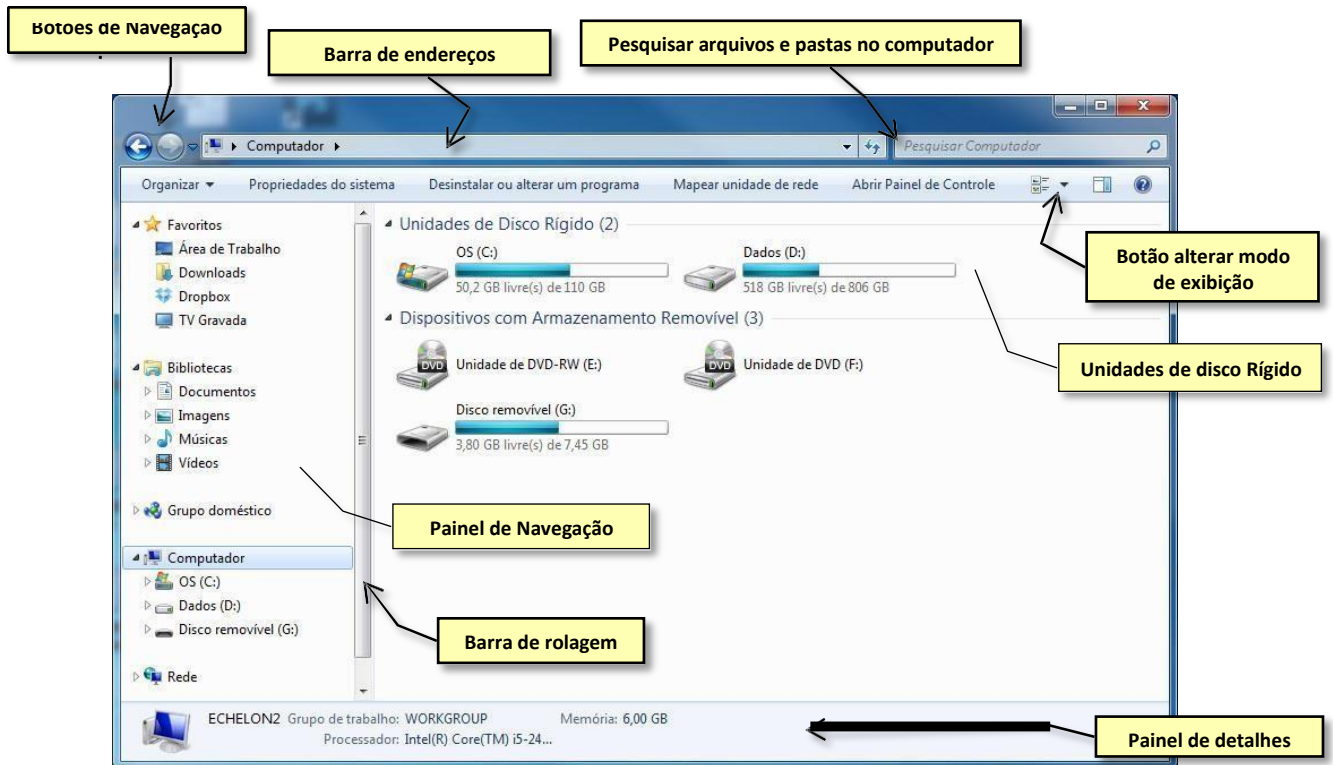 Botões de Navegação
Barra de endereços
Pesquisar arquivos e pastas no computador
Computador
Pesquisar Computador
Organizar
Propriedades do sistema
Desinstalar ou alterar um programa
Mapear unidade de rede
Abrir Painel de Controle
Favoritos
Área de Trabalho
Downloads
Dropbox
TV Gravada
Bibliotecas
Documentos
Imagens
Músicas
Vídeos
Grupo doméstico
Computador
OS (C:)
Dados (D:)
Disco removível (G:)
Rede
Unidades de Disco Rígido (2)
OS (C:)
50,2 GB livre(s) de 110 GB
Dados (D:)
518 GB livre(s) de 806 GB
Dispositivos com Armazenamento Removível (3)
DVD
Unidade de DVD-RW (E:)
DVD
Unidade de DVD (F:)
Disco removível (G:)
3,80 GB livre(s) de 7,45 GB
Botão alterar modo
de exibição
Unidades de disco Rígido
Painel de Navegação
Barra de rolagem
ECHELON2 Grupo de trabalho: WORKGROUP Memória: 6,00 GB
Processador: Intel(R) Core(TM) i5-24...
Painel de detalhes